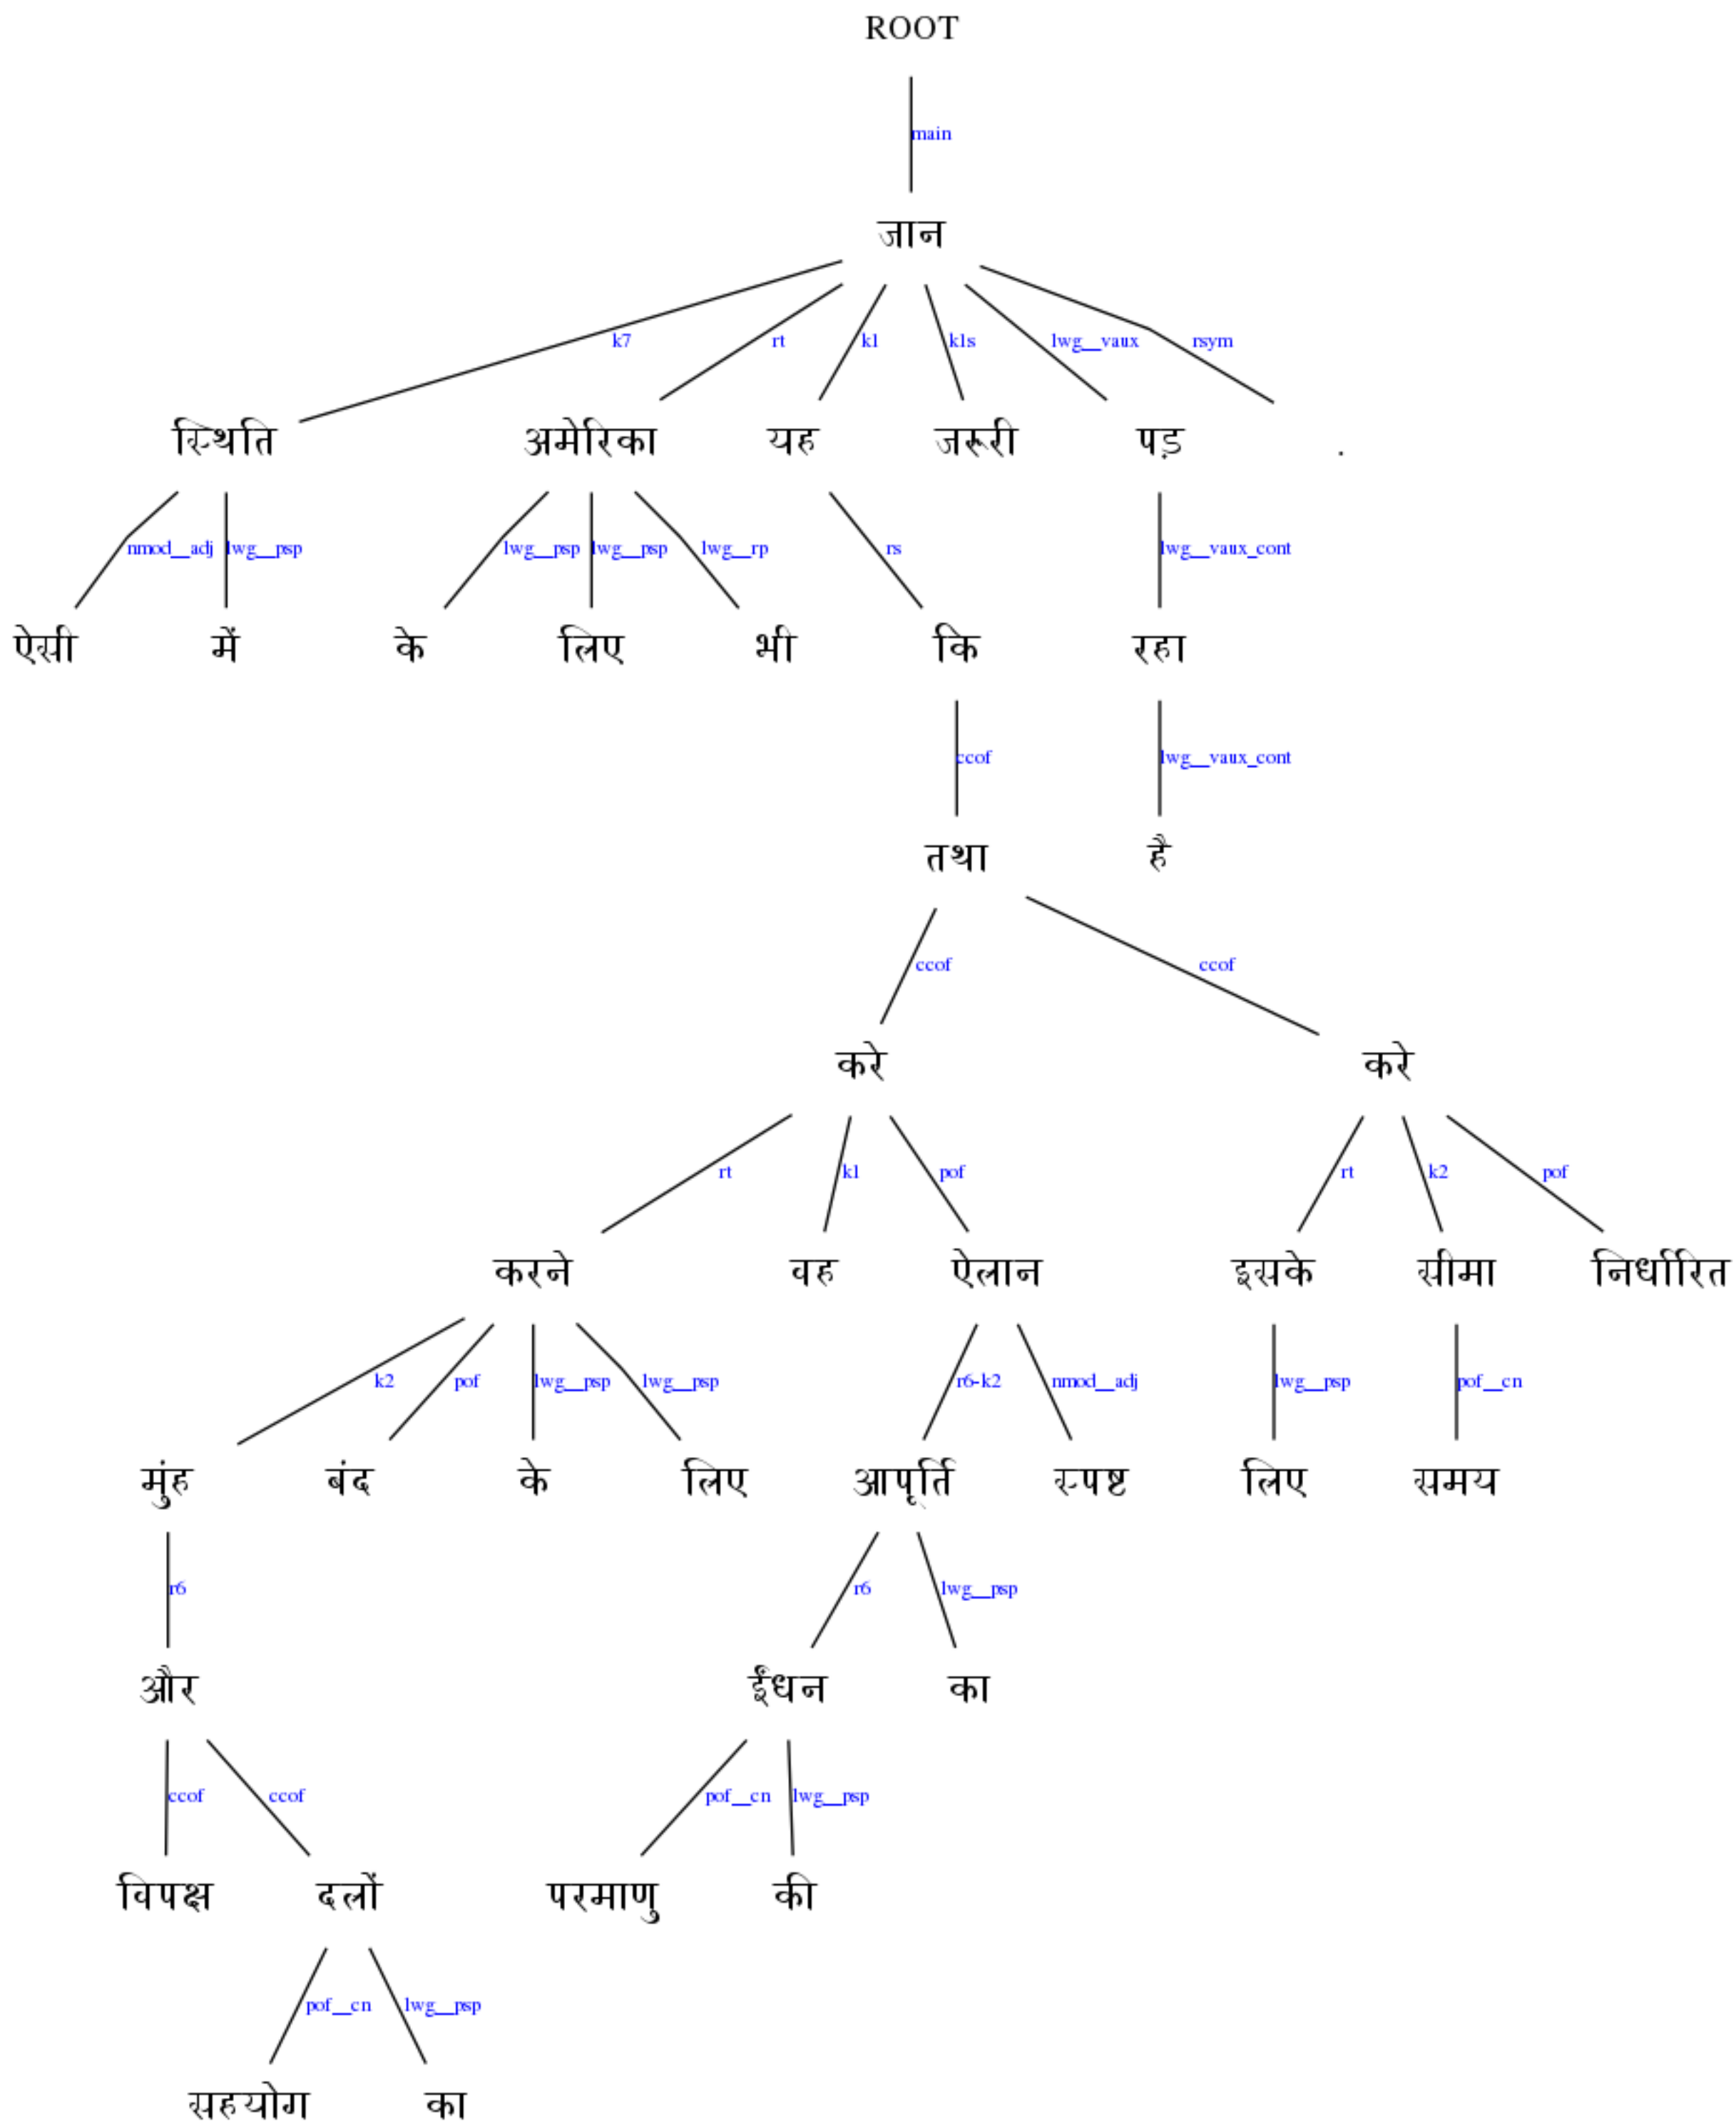 ROOT
main
जान
k7 rt k1 k1s lwg__vaux rsym
स्थिति अमेरिका यह जरूरी पड़ .
nmod__adj lwg__psp lwg__psp lwg__psp lwg__rp rs lwg__vaux_cont
ऐसी में के लिए भी कि रहा
ccof lwg__vaux_cont
तथा है
ccof ccof
करे करे
rt k1 pof rt k2 pof
करने वह ऐलान इसके सीमा निर्धारित
k2 pof lwg__psp lwg__psp r6-k2 nmod__adj lwg__psp pof__cn
मुंह बंद के लिए आपूर्ति स्पष्ट लिए समय
r6 r6 lwg__psp
और ईंधन का
ccof ccof pof__cn lwg__psp
विपक्ष दलों परमाणु की
pof__cn lwg__psp
सहयोग का